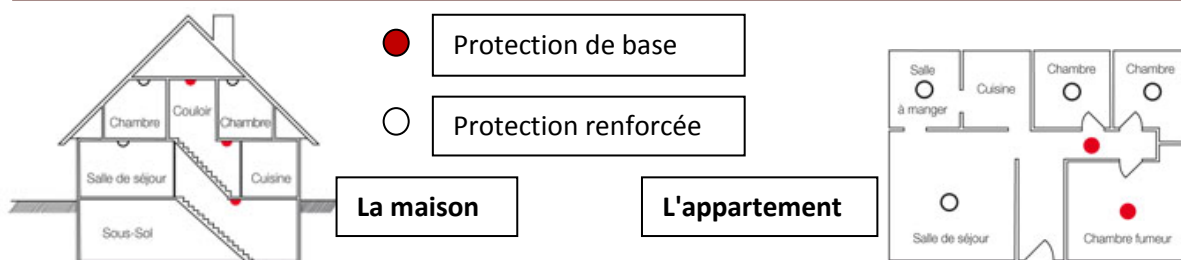 Protection de base
Protection renforcée
La maison
L'appartement
Couloir
Chambre
Chambre
Salle de séjour
Cuisine
Sous-Sol
Salle
à manger
Cuisine
Chambre
Chambre
Salle de séjour
Chambre fumeur